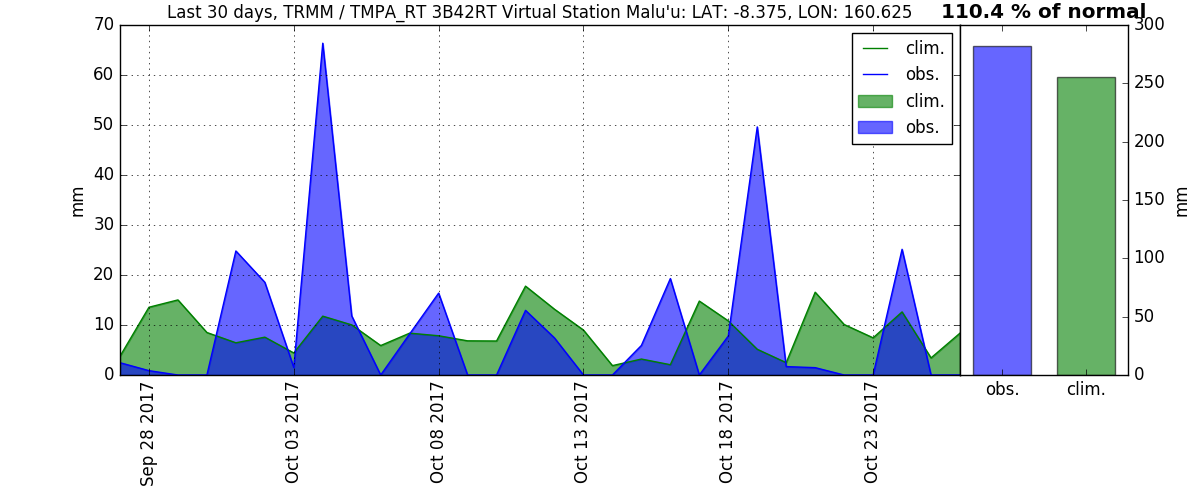 Last 30 days, TRMM / TMPA_RT 3B42RT Virtual Station Malu'u: LAT: -8.375, LON: 160.625
110.4 % of normal
70
60
50
40
30
20
10
0
mm
clim.
obs.
clim.
obs.
300
250
200
150
100
50
0
mm
obs.
clim.
Sep 28 2017
Oct 03 2017
Oct 08 2017
Oct 13 2017
Oct 18 2017
Oct 23 2017